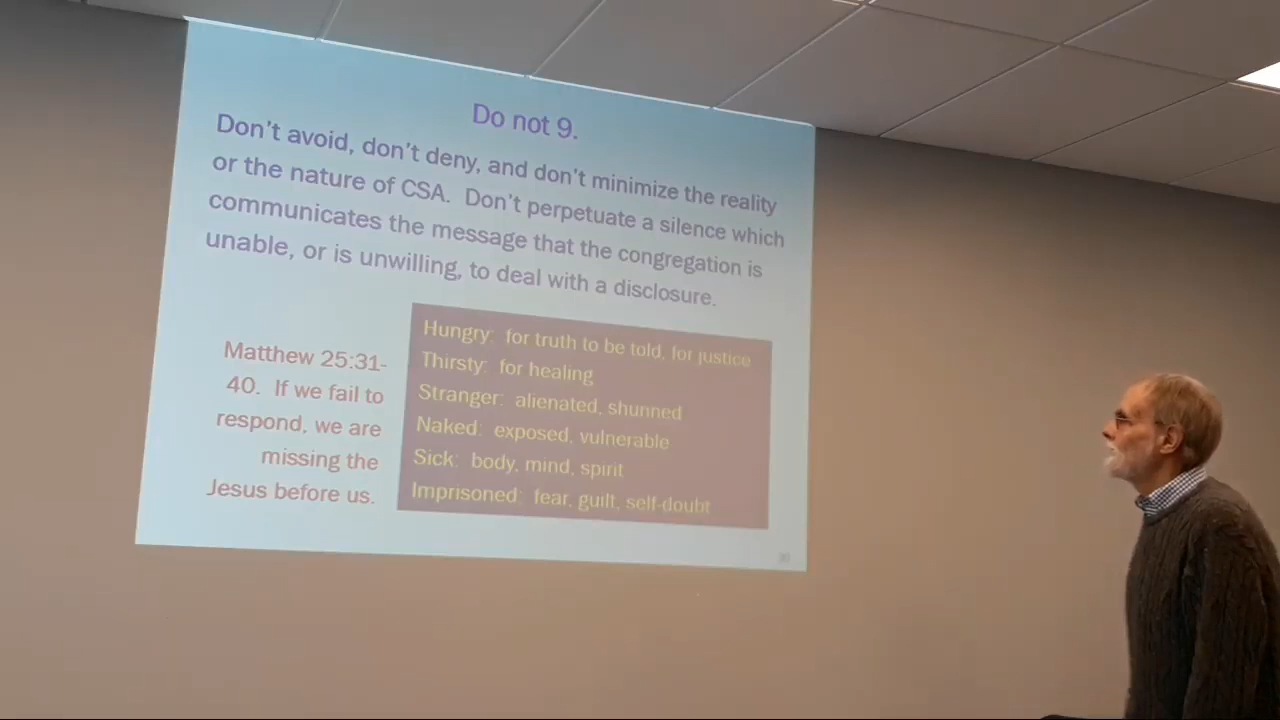 Do not 9.
Don't avoid, don't deny, and don't minimize the reality
or the nature of CSA. Don't perpetuate a silence which
communicates the message that the congregation is
unable, or is unwilling, to deal with a disclosure.
Matthew 25:31-
40. If we fail to
respond, we are
missing the
Jesus before us.
Hungry: for truth to be told, for justice
Thirsty: for healing
Stranger: alienated, shunned
Naked: exposed, vulnerable
Sick: body, mind, spirit
Imprisoned: fear, guilt, self-doubt